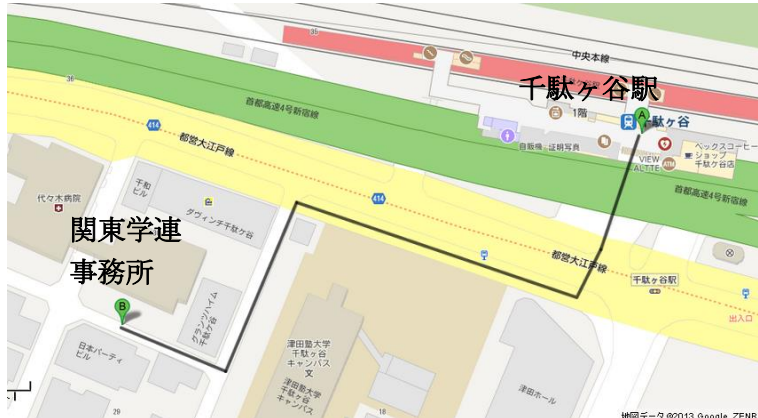 35
中央本線
千駄ヶ谷駅
36
首都高速4号新宿線
1階
A
千駄ヶ谷
414
自販機・証明写真
VIEW
ALTTE
ATM
ベックスコーヒー
ショップ
千駄ケ谷店
都営大江戸線
首都高速4号新宿線
代々木病院
千和
ビル
ダヴィンチ千駄ケ谷
414
関東学連
事務所
都営大江戸線
千駄ヶ谷駅
出入口
B
グランツハイム
千駄ヶ谷
日本パーティ
ビル
津田塾大学
千駄ヶ谷
キャンパス
津田塾大学
千駄ヶ谷
キャンパス
津田ホール
29
18
地図データ ©2013 Google, ZENR